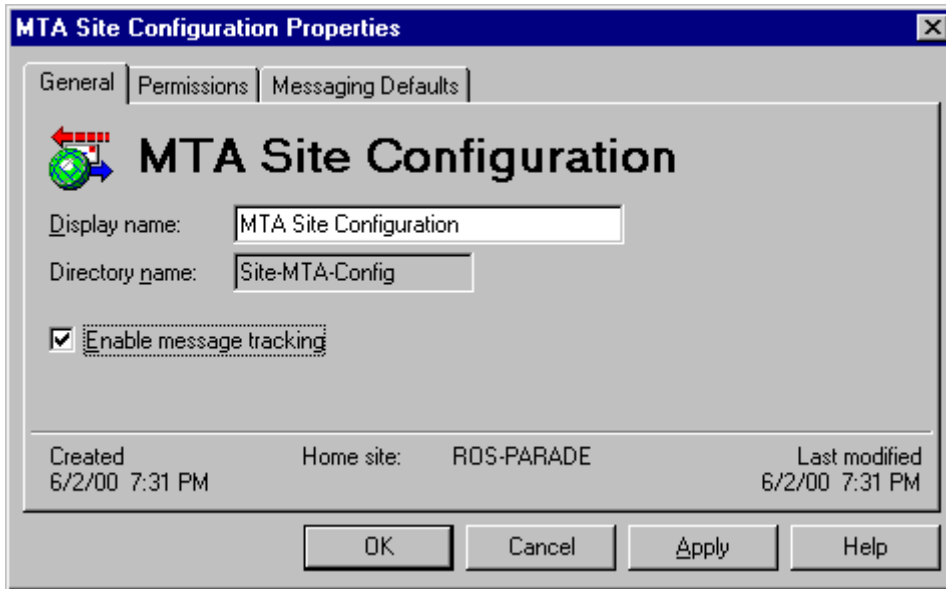 MTA Site Configuration Properties
General Permissions Messaging Defaults
MTA Site Configuration
Display name: MTA Site Configuration
Directory name: Site-MTA-Config
Enable message tracking
Created Home site: ROS-PARADE Last modified
6/2/00 7:31 PM 6/2/00 7:31 PM
OK Cancel Apply Help